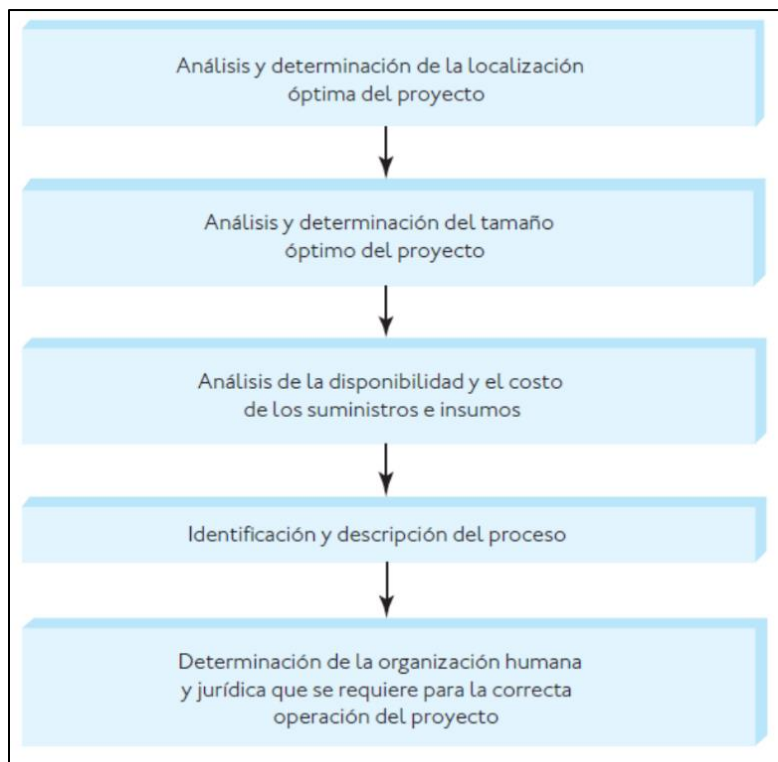 Análisis y determinación de la localización
óptima del proyecto
Análisis y determinación del tamaño
óptimo del proyecto
Análisis de la disponibilidad y el costo
de los suministros e insumos
Identificación y descripción del proceso
Determinación de la organización humana
y jurídica que se requiere para la correcta
operación del proyecto